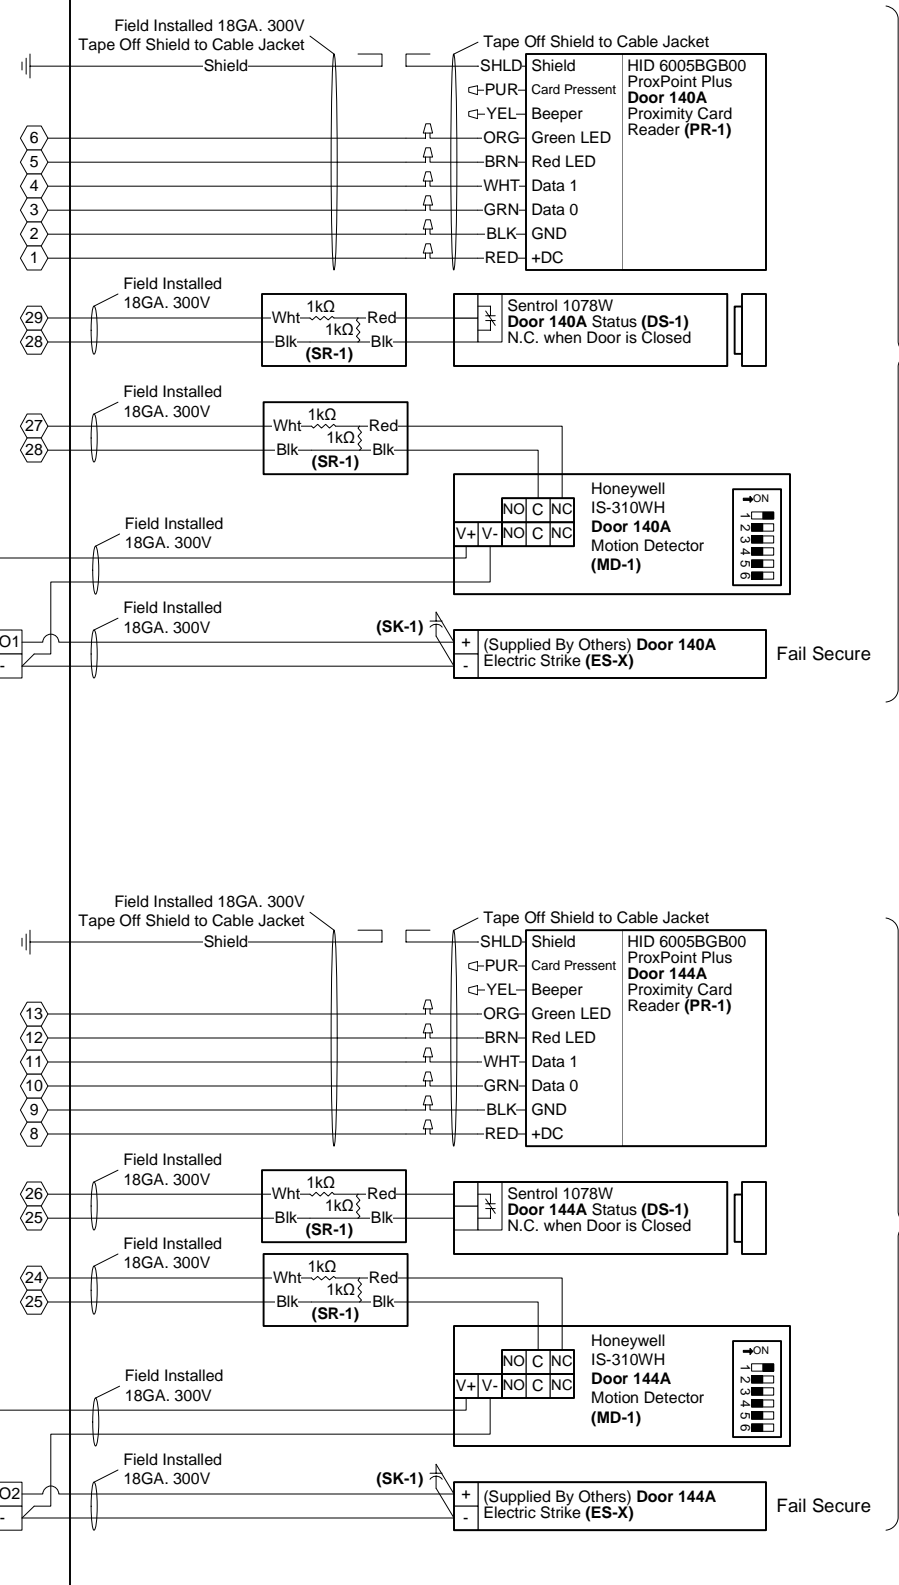 Field Installed 18GA. 300V
Tape Off Shield to Cable Jacket
Shield
Tape Off Shield to Cable Jacket
SHLD Shield
PUR Card Pressent
YEL Beeper
6 ORG Green LED
5 BRN Red LED
4 WHT Data 1
3 GRN Data 0
2 BLK GND
1 RED +DC
HID 6005BGB00
ProxPoint Plus
Door 140A
Proximity Card
Reader (PR-1)
Field Installed
18GA. 300V
29 Wht 1kΩ Red
28 Blk 1kΩ Blk
(SR-1)
Sentrol 1078W
Door 140A Status (DS-1)
N.C. when Door is Closed
Field Installed
18GA. 300V
27 Wht 1kΩ Red
28 Blk 1kΩ Blk
(SR-1)
NO C NC
V+ V- NO C NC
Honeywell
IS-310WH
Door 140A
Motion Detector
(MD-1)
ON
1
2
3
4
5
6
Field Installed
18GA. 300V
Field Installed
18GA. 300V
O1
-
(SK-1)
+ (Supplied By Others) Door 140A
- Electric Strike (ES-X)
Fail Secure
Field Installed 18GA. 300V
Tape Off Shield to Cable Jacket
Shield
Tape Off Shield to Cable Jacket
SHLD Shield
PUR Card Pressent
YEL Beeper
13 ORG Green LED
12 BRN Red LED
11 WHT Data 1
10 GRN Data 0
9 BLK GND
8 RED +DC
HID 6005BGB00
ProxPoint Plus
Door 144A
Proximity Card
Reader (PR-1)
Field Installed
18GA. 300V
26 Wht 1kΩ Red
25 Blk 1kΩ Blk
(SR-1)
Sentrol 1078W
Door 144A Status (DS-1)
N.C. when Door is Closed
Field Installed
18GA. 300V
24 Wht 1kΩ Red
25 Blk 1kΩ Blk
(SR-1)
NO C NC
V+ V- NO C NC
Honeywell
IS-310WH
Door 144A
Motion Detector
(MD-1)
ON
1
2
3
4
5
6
Field Installed
18GA. 300V
Field Installed
18GA. 300V
O2
-
(SK-1)
+ (Supplied By Others) Door 144A
- Electric Strike (ES-X)
Fail Secure